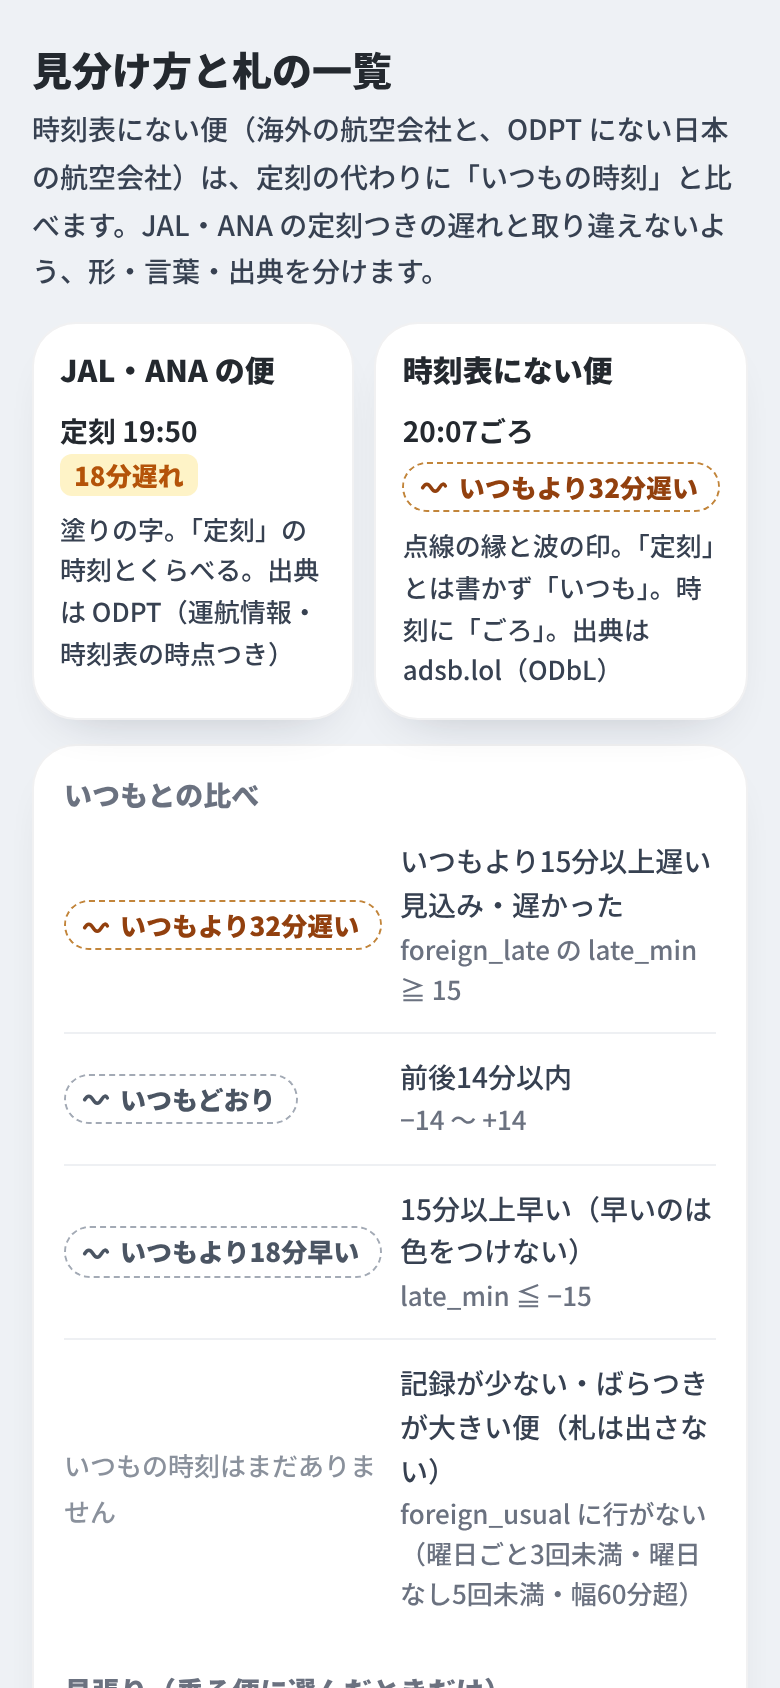 見分け方と札の一覧
時刻表にない便（海外の航空会社と、ODPT にない日本
の航空会社）は、定刻の代わりに「いつもの時刻」と比
べます。JAL・ANA の定刻つきの遅れと取り違えないよ
う、形・言葉・出典を分けます。
JAL・ANA の便
定刻 19:50
18分遅れ
塗りの字。「定刻」の
時刻とくらべる。出典
は ODPT（運航情報・
時刻表の時点つき）
時刻表にない便
20:07ごろ
〜 いつもより32分遅い
点線の縁と波の印。「定刻」
とは書かず「いつも」。時
刻に「ごろ」。出典は
adsb.lol（ODbL）
いつもとの比べ
〜 いつもより32分遅い
いつもより15分以上遅い
見込み・遅かった
foreign_late の late_min
≧ 15
〜 いつもどおり
前後14分以内
−14 〜 +14
〜 いつもより18分早い
15分以上早い（早いのは
色をつけない）
late_min ≦ −15
いつもの時刻はまだありま
せん
記録が少ない・ばらつき
が大きい便（札は出さな
い）
foreign_usual に行がない
（曜日ごと3回未満・曜日
なし5回未満・幅60分超）
見張り（乗る便に選んだときだけ）